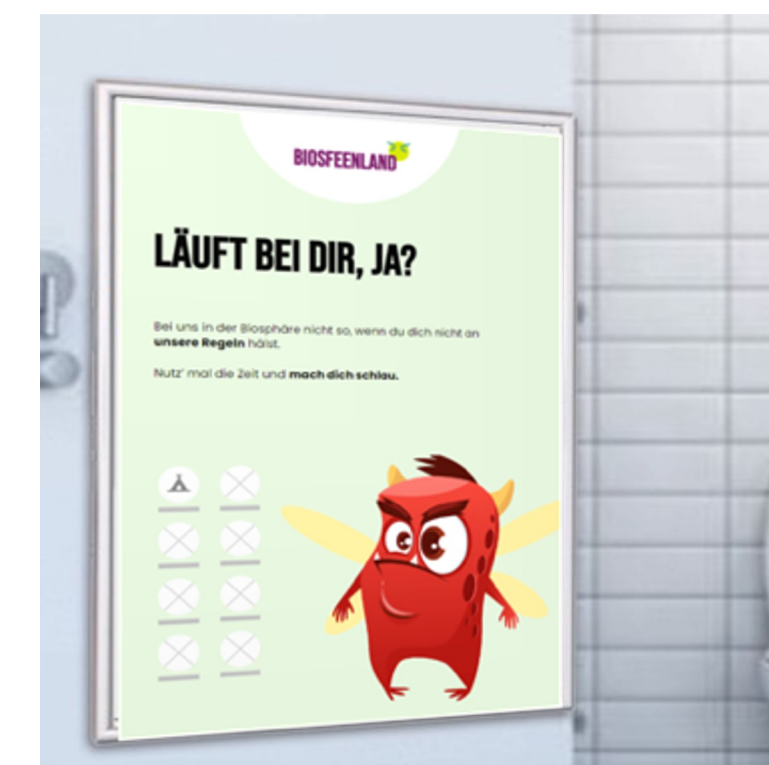 BIOSFEENLAND
LÄUFT BEI DIR, JA?
Bei uns in der Biosphäre nicht so, wenn du dich nicht an
unsere Regeln hälst.
Nutz' mal die Zeit und mach dich schlau.